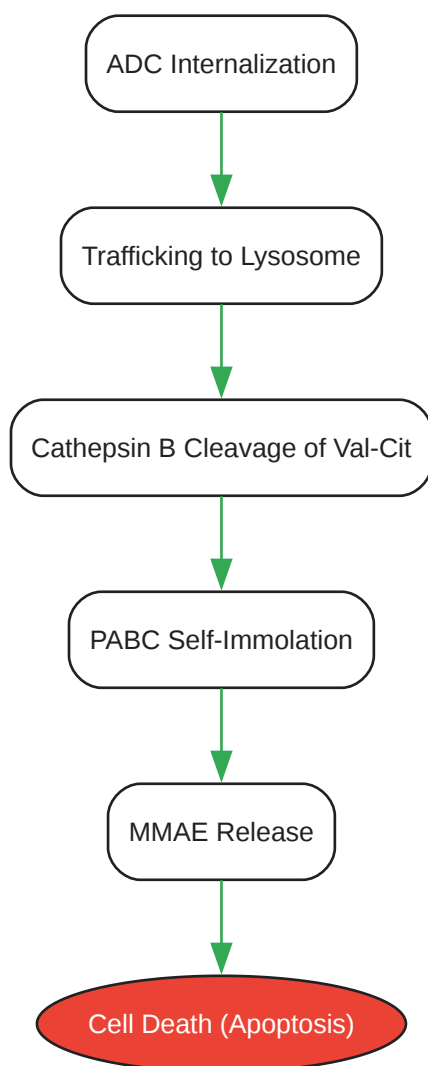 ADC Internalization
Trafficking to Lysosome
Cathepsin B Cleavage of Val-Cit
PABC Self-Immolation
MMAE Release
Cell Death (Apoptosis)